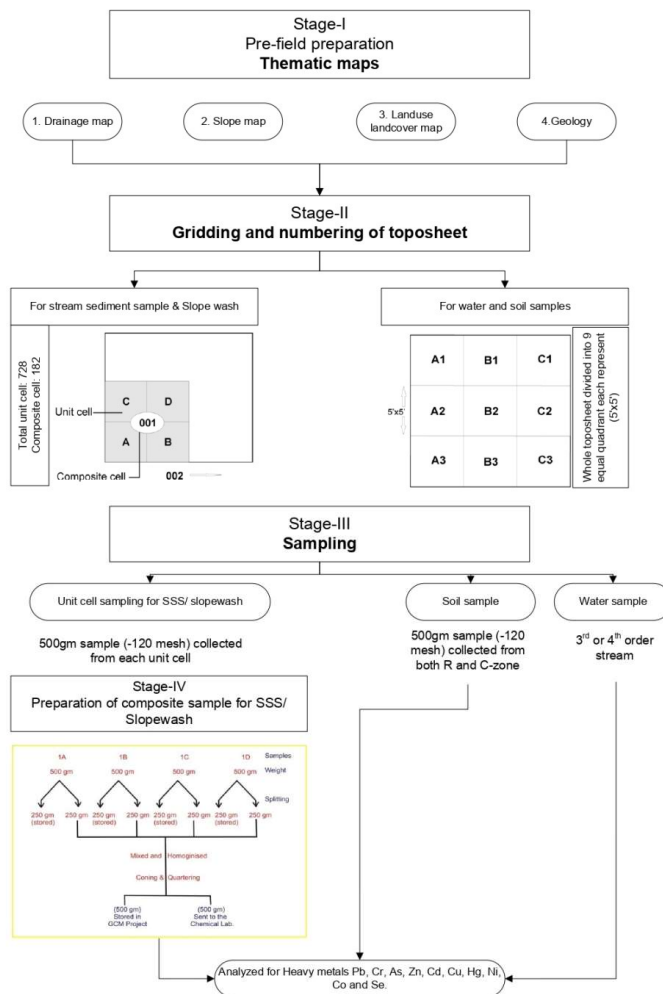 Stage-I
Pre-field preparation
Thematic maps
1. Drainage map
2. Slope map
3. Landuse
landcover map
4.Geology
Stage-II
Gridding and numbering of toposheet
For stream sediment sample & Slope wash
For water and soil samples
Total unit cell: 728
Composite cell: 182
Unit cell
C
D
001
A
B
Composite cell
002
A1
B1
C1
5'x5'
A2
B2
C2
A3
B3
C3
Whole toposheet divided into 9
equal quadrant each represent
(5'x5')
Stage-III
Sampling
Unit cell sampling for SSS/ slopewash
Soil sample
Water sample
500gm sample (-120 mesh) collected
from each unit cell
500gm sample (-120
mesh) collected from
both R and C-zone
3rd or 4th order
stream
Stage-IV
Preparation of composite sample for SSS/
Slopewash
1A 1B 1C 1D Samples
500 gm 500 gm 500 gm 500 gm Weight
Splitting
250 gm 250 gm 250 gm 250 gm 250 gm 250 gm 250 gm 250 gm
(stored) (stored) (stored) (stored)
Mixed and Homoginised
Coning & Quartering
(500 gm)
Stored in
GCM Project
(500 gm)
Sent to the
Chemical Lab.
Analyzed for Heavy metals Pb, Cr, As, Zn, Cd, Cu, Hg, Ni,
Co and Se.